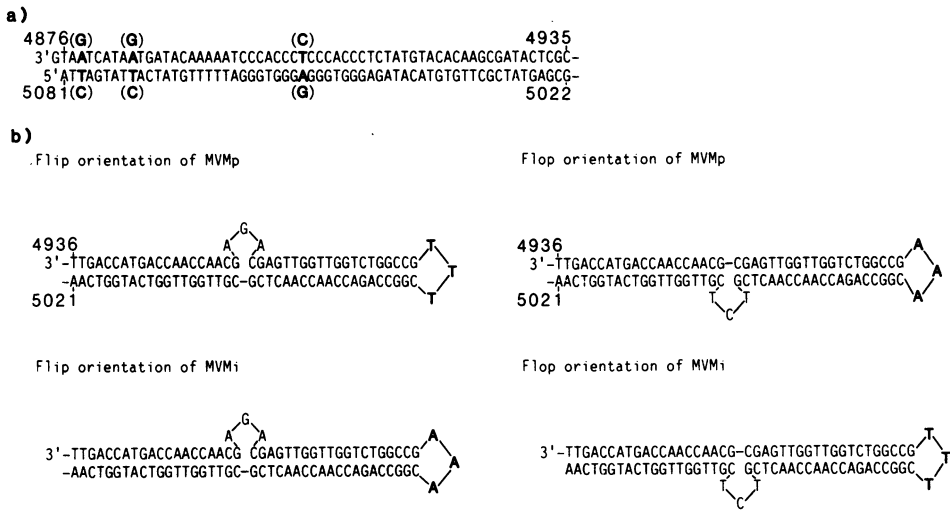 a)
4876(G) (G) (C) 4935
3'GTAATCATAATGATACAAAAATCCCACCCTCCCACCCTCTATGTACACAAGCGATACTCGC-
5'ATTAGTATTACTATGTTTTTAGGGTGGGAGGGTGGGAGATACATGTGTTCGCTATGAGCG-
5081(C) (C) (G) 5022
b)
Flip orientation of MVMp
Flop orientation of MVMp
G
A A
4936 T
3'-TTGACCATGACCAACCAACG CGAGTTGGTTGGTCTGGCCG T
-AACTGGTACTGGTTGGTTGC-GCTCAACCAACCAGACCGGC
5021 T
4936 A
3'-TTGACCATGACCAACCAACG-CGAGTTGGTTGGTCTGGCCG A
-AACTGGTACTGGTTGGTTGC GCTCAACCAACCAGACCGGC
5021 T T A
C
Flip orientation of MVMi
Flop orientation of MVMi
G
A A A
3'-TTGACCATGACCAACCAACG CGAGTTGGTTGGTCTGGCCG A
-AACTGGTACTGGTTGGTTGC-GCTCAACCAACCAGACCGGC
A
T
3'-TTGACCATGACCAACCAACG-CGAGTTGGTTGGTCTGGCCG T
AACTGGTACTGGTTGGTTGC GCTCAACCAACCAGACCGGC
T T T
C